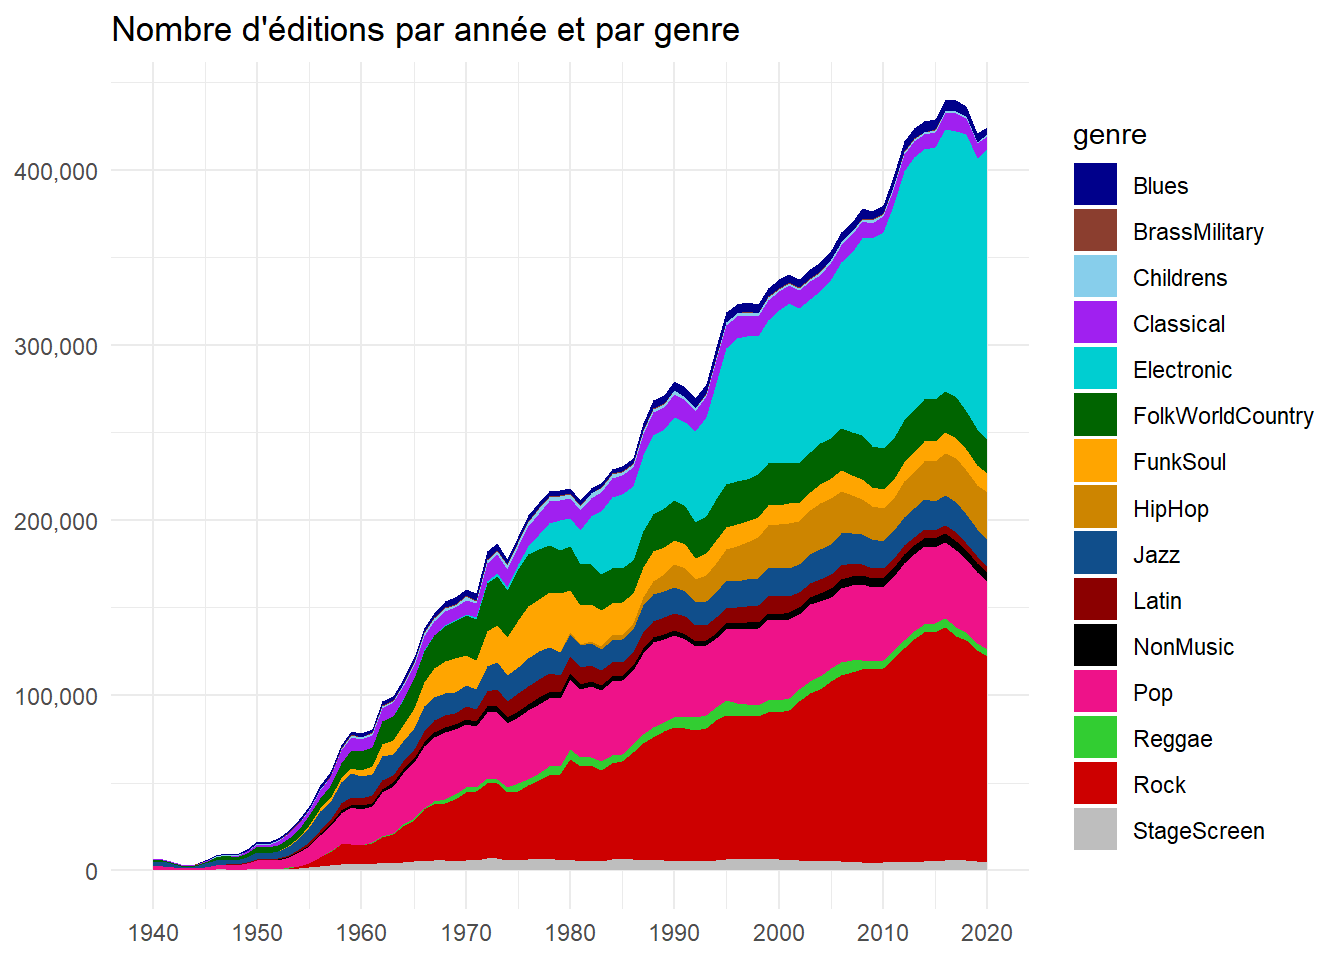 Nombre d'éditions par année et par genre
400,000
300,000
200,000
100,000
0
1940 1950 1960 1970 1980 1990 2000 2010 2020
genre
Blues
BrassMilitary
Childrens
Classical
Electronic
FolkWorldCountry
FunkSoul
HipHop
Jazz
Latin
NonMusic
Pop
Reggae
Rock
StageScreen